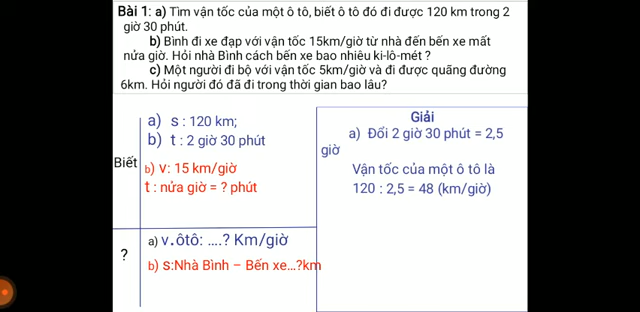 Bài 1: a) Tìm vận tốc của một ô tô, biết ô tô đó đi được 120 km trong 2
giờ 30 phút.
b) Bình đi xe đạp với vận tốc 15km/giờ từ nhà đến bến xe mất
nửa giờ. Hỏi nhà Bình cách bến xe bao nhiêu ki-lô-mét ?
c) Một người đi bộ với vận tốc 5km/giờ và đi được quãng đường
6km. Hỏi người đó đã đi trong thời gian bao lâu?
Biết
a) s : 120 km;
b) t : 2 giờ 30 phút
b) V: 15 km/giờ
t : nửa giờ = ? phút
?
a) v.ôtô: ....? Km/giờ
b) S:Nhà Bình – Bến xe...?km
Giải
a) Đổi 2 giờ 30 phút = 2,5
giờ
Vận tốc của một ô tô là
120 : 2,5 = 48 (km/giờ)